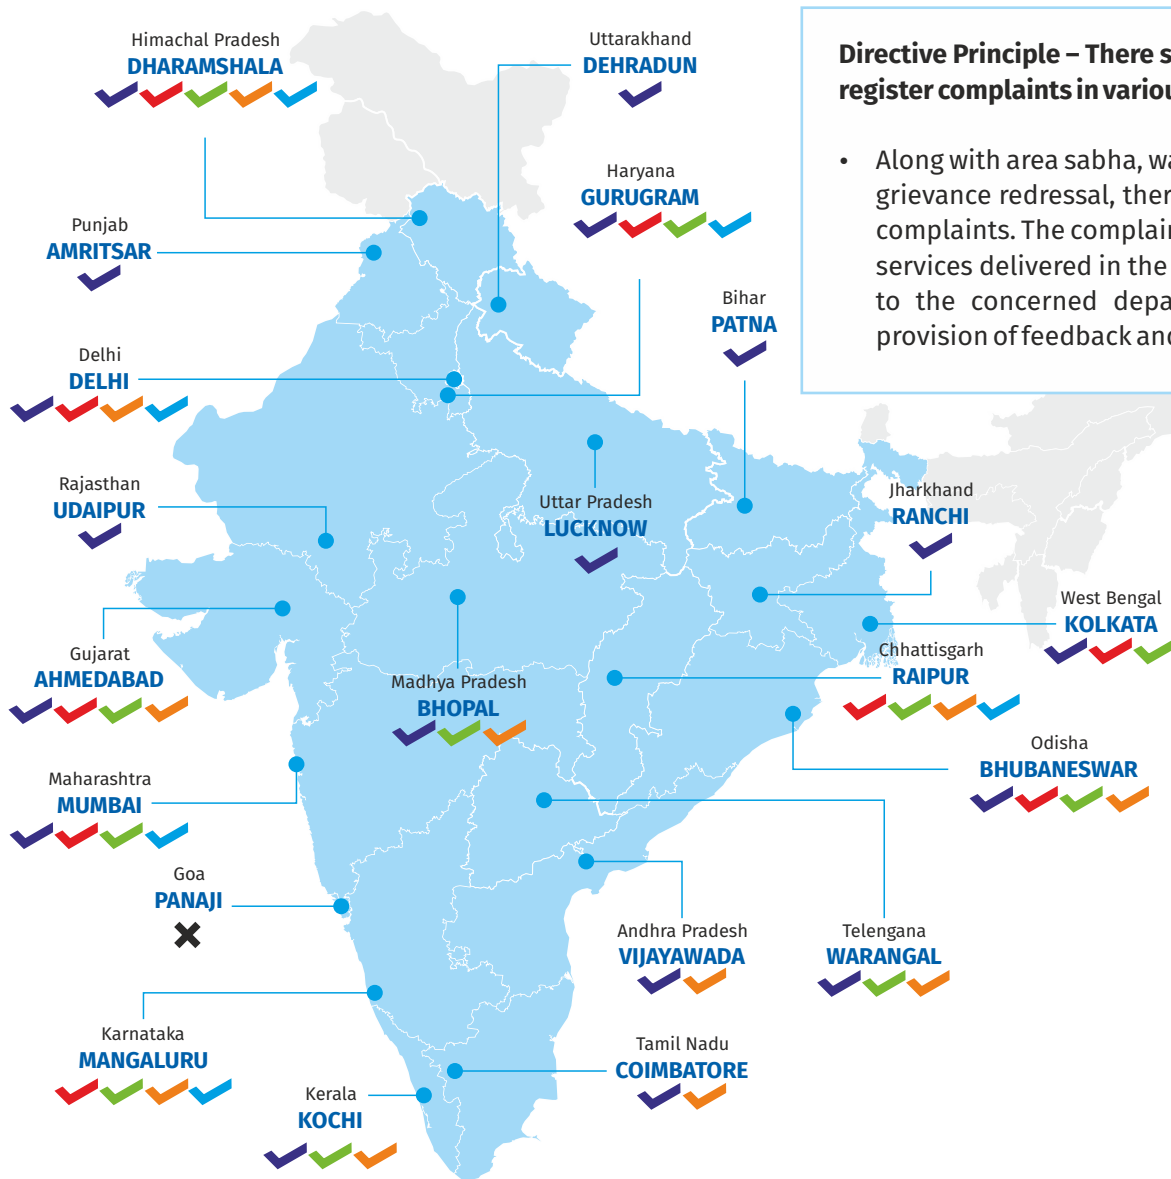 Himachal Pradesh
DHARAMSHALA
Uttarakhand
DEHRADUN
Directive Principle – There s
register complaints in variou
• Along with area sabha, wa
grievance redressal, ther
complaints. The complain
services delivered in the
to the concerned depa
provision of feedback and
Haryana
GURUGRAM
Punjab
AMRITSAR
Bihar
PATNA
Delhi
DELHI
Rajasthan
UDAIPUR
Uttar Pradesh
LUCKNOW
Jharkhand
RANCHI
West Bengal
KOLKATA
Gujarat
AHMEDABAD
Madhya Pradesh
BHOPAL
Chhattisgarh
RAIPUR
Odisha
BHUBANESWAR
Maharashtra
MUMBAI
Goa
PANAJI
Andhra Pradesh
VIJAYAWADA
Telengana
WARANGAL
Karnataka
MANGALURU
Tamil Nadu
COIMBATORE
Kerala
KOCHI